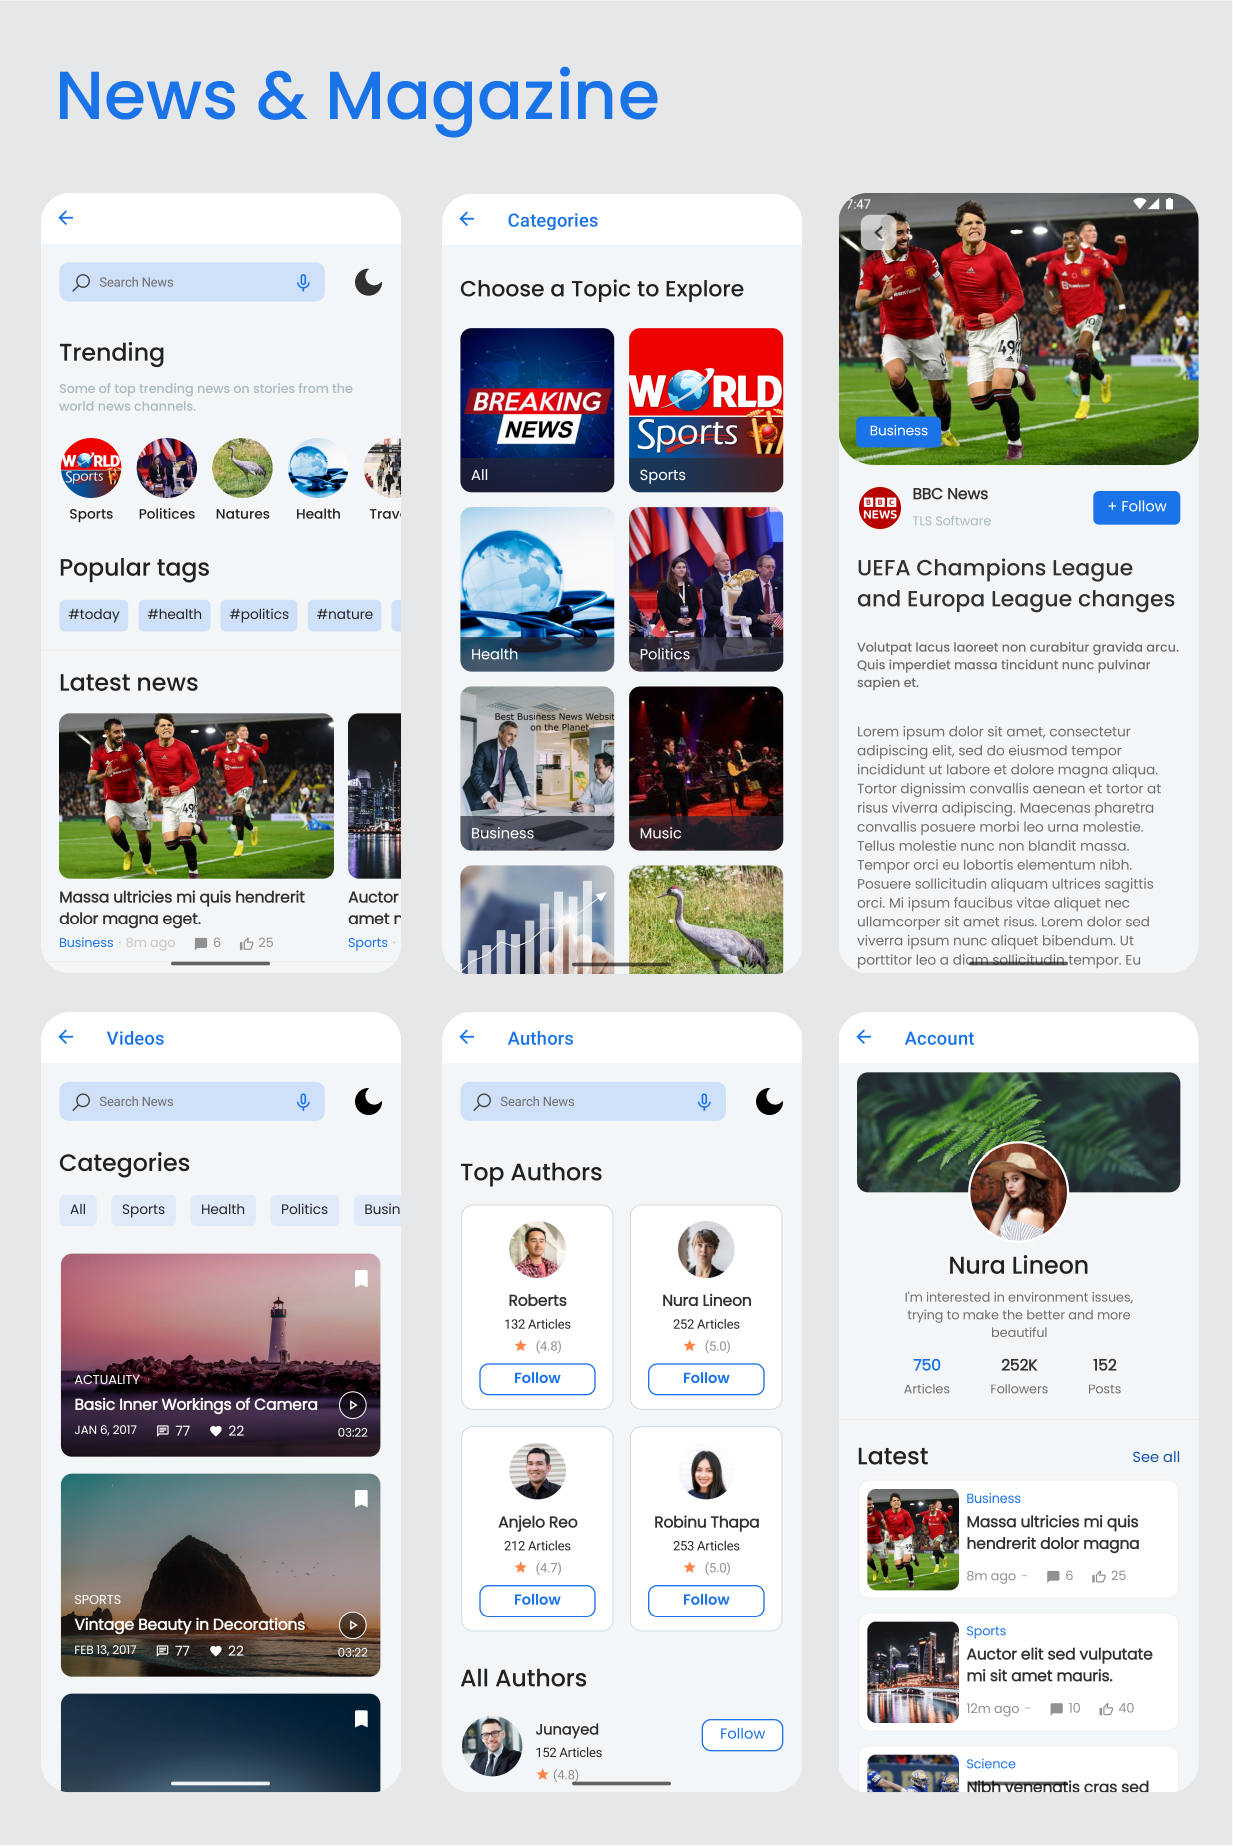 News & Magazine
Search News
Trending
Some of top trending news on stories from the
world news channels.
WORLD
Sports
Sports
Politices
Natures
Health
Trave
Popular tags
#today
#health
#politics
#nature
Latest news
49
Massa ultricies mi quis hendrerit
dolor magna eget.
Business · 8m ago 6 25
Auctor
amet
Sports ·
Categories
Choose a Topic to Explore
BREAKING
NEWS
All
WORLD
Sports
Sports
Health
Politics
Best Business News Websit
on the Planet
Business
Music
7:47
49
Business
BBC
NEWS
BBC News
TLS Software
+ Follow
UEFA Champions League
and Europa League changes
Volutpat lacus laoreet non curabitur gravida arcu.
Quis imperdiet massa tincidunt nunc pulvinar
sapien et.
Lorem ipsum dolor sit amet, consectetur
adipiscing elit, sed do eiusmod tempor
incididunt ut labore et dolore magna aliqua.
Tortor dignissim convallis aenean et tortor at
risus viverra adipiscing. Maecenas pharetra
convallis posuere morbi leo urna molestie.
Tellus molestie nunc non blandit massa.
Tempor orci eu lobortis elementum nibh.
Posuere sollicitudin aliquam ultrices sagittis
orci. Mi ipsum faucibus vitae aliquet nec
ullamcorper sit amet risus. Lorem dolor sed
viverra ipsum nunc aliquet bibendum. Ut
porttitor leo a diam sollicitudin tempor. Eu
Videos
Search News
Categories
All
Sports
Health
Politics
Busin
ACTUALITY
Basic Inner Workings of Camera
JAN 6, 2017 77 22 03:22
SPORTS
Vintage Beauty in Decorations
FEB 13, 2017 77 22 03:22
Authors
Search News
Top Authors
Roberts
132 Articles
(4.8)
Follow
Nura Lineon
252 Articles
(5.0)
Follow
Anjelo Reo
212 Articles
(4.7)
Follow
Robinu Thapa
253 Articles
(5.0)
Follow
All Authors
Junayed
152 Articles
(4.8)
Follow
Account
Nura Lineon
I'm interested in environment issues,
trying to make the better and more
beautiful
750 252K 152
Articles Followers Posts
Latest
See all
Business
Massa ultricies mi quis
hendrerit dolor magna
8m ago - 6 25
Sports
Auctor elit sed vulputate
mi sit amet mauris.
12m ago - 10 40
Science
Nibh venenatis cras sed